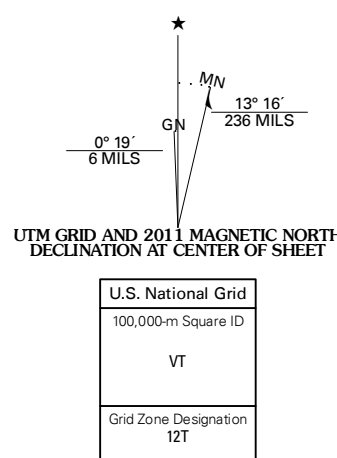 ★
MN
GN
13° 16´
236 MILS
0° 19´
6 MILS
UTM GRID AND 2011 MAGNETIC NORTH
DECLINATION AT CENTER OF SHEET
U.S. National Grid
100,000-m Square ID
VT
Grid Zone Designation
12T